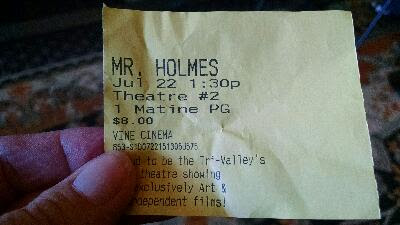 MR. HOLMES
Jul 22 1:30p
Theatre #2
1 Matine PG
$8.00
VINE CINEMA
to be the Tri-Valley's
theatre showing
exclusively Art &
independent films!